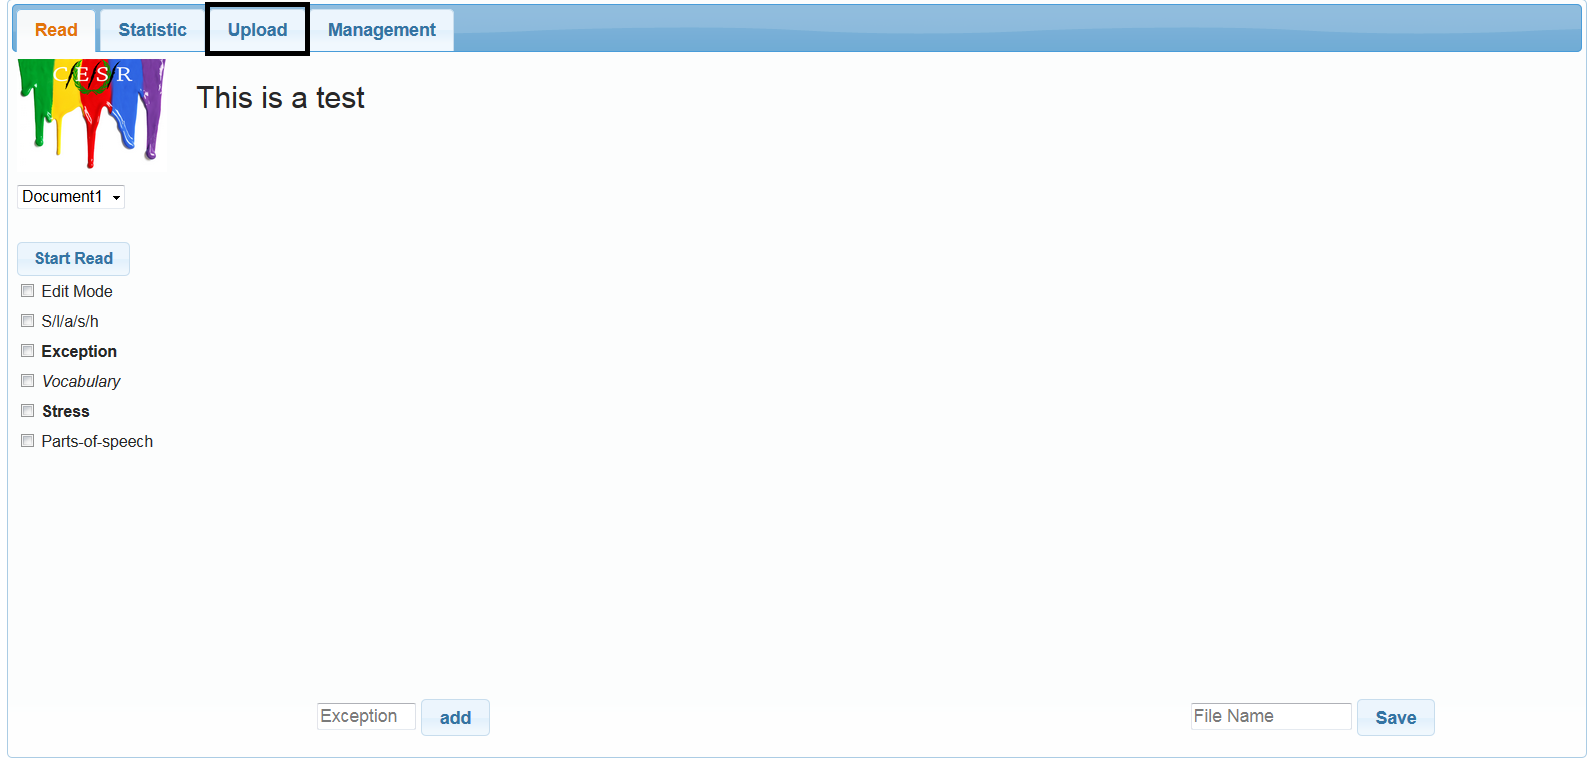 Read Statistic Upload Management
C/E/S/R
This is a test
Document1
Start Read
Edit Mode
S/l/a/s/h
Exception
Vocabulary
Stress
Parts-of-speech
Exception add File Name Save